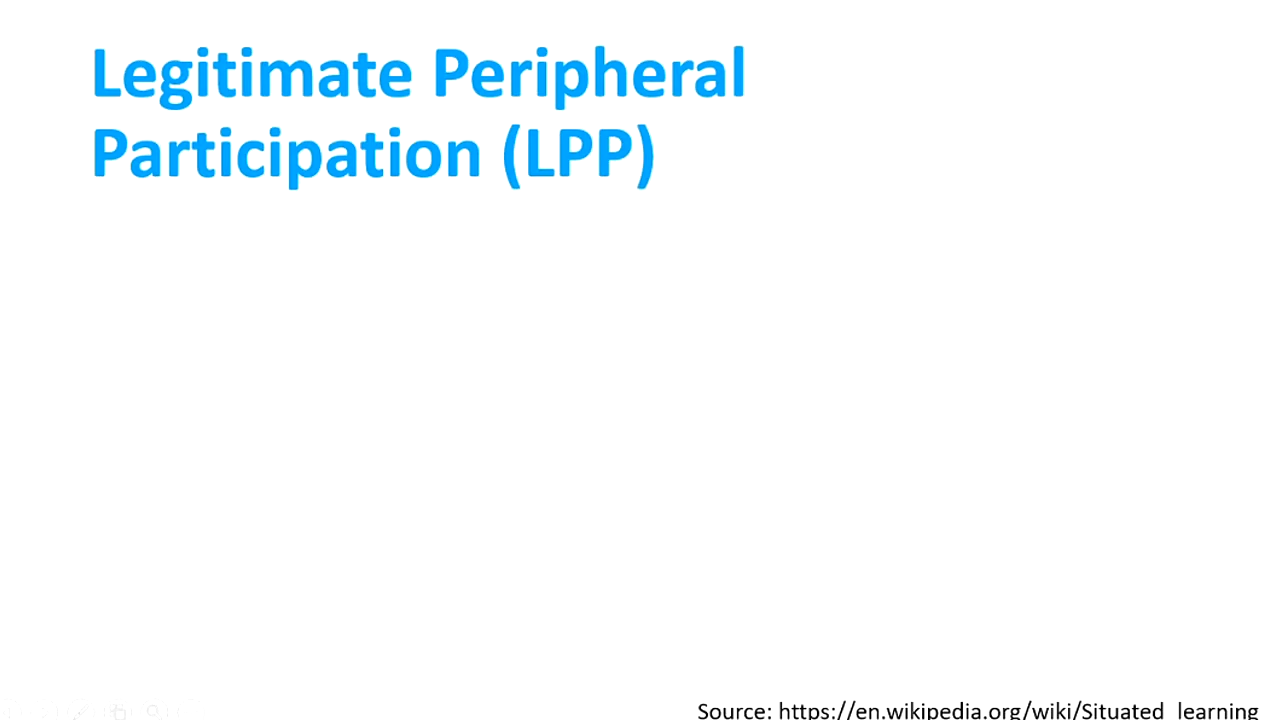 Legitimate Peripheral
Participation (LPP)
Source: https://en.wikipedia.org/wiki/Situated_learning